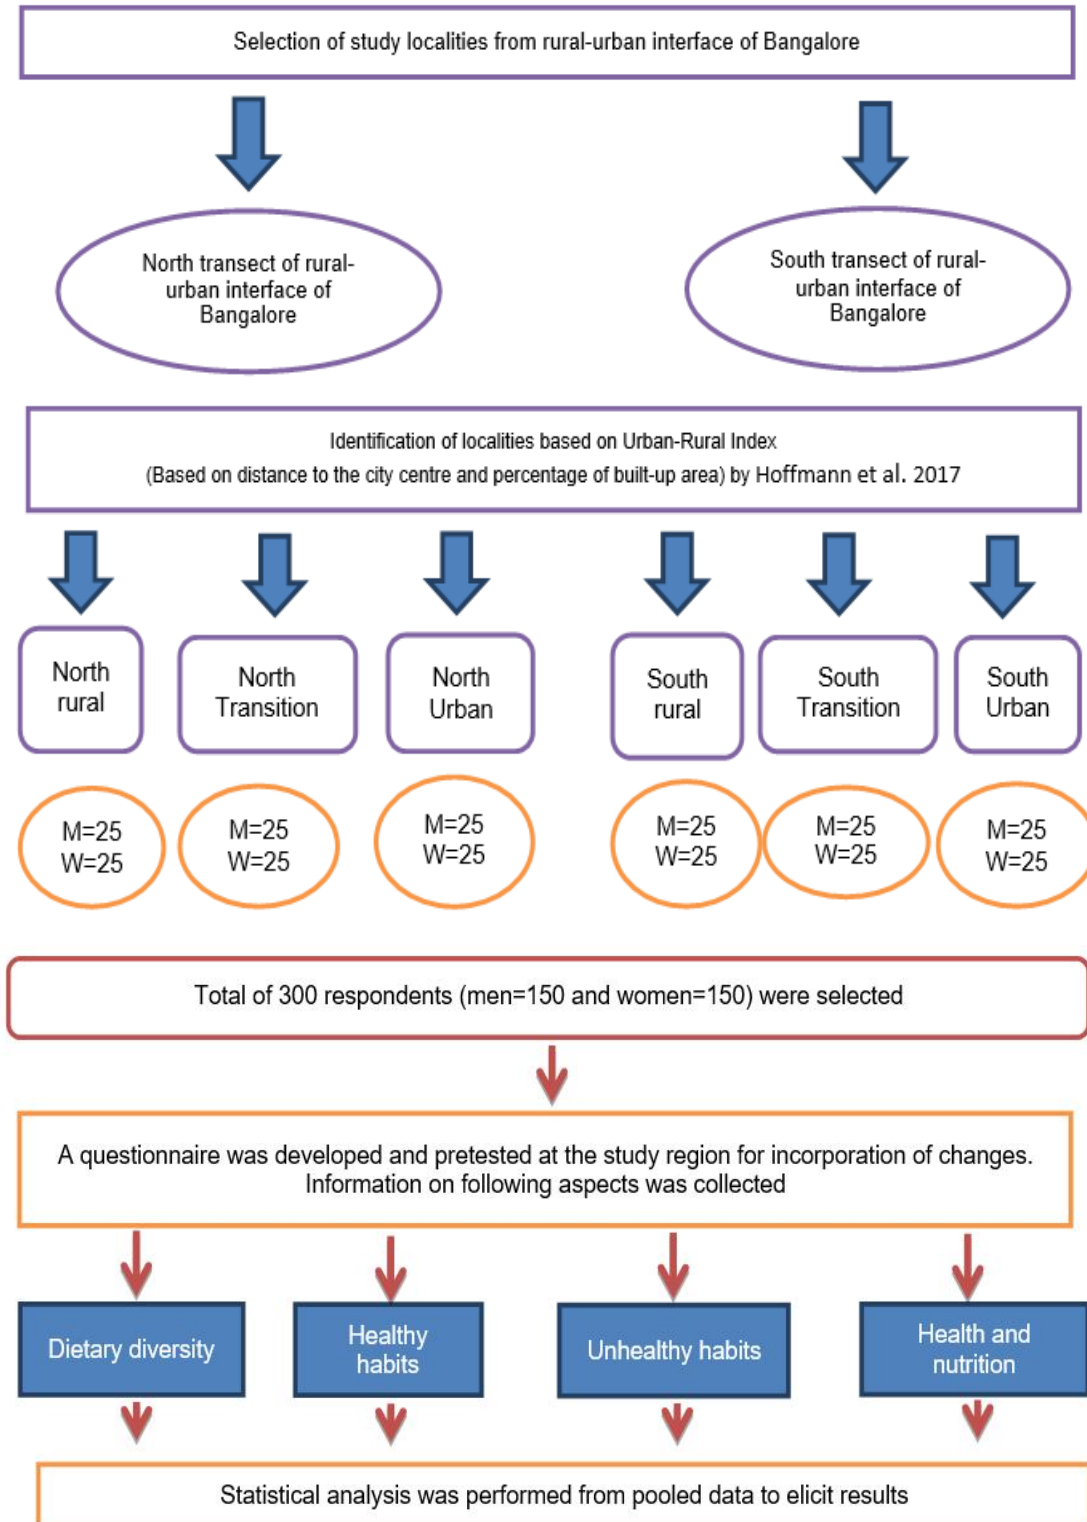 Selection of study localities from rural-urban interface of Bangalore
North transect of rural-
urban interface of
Bangalore
South transect of rural-
urban interface of
Bangalore
Identification of localities based on Urban-Rural Index
(Based on distance to the city centre and percentage of built-up area) by Hoffmann et al. 2017
North
rural
North
Transition
North
Urban
South
rural
South
Transition
South
Urban
M=25
W=25
M=25
W=25
M=25
W=25
M=25
W=25
M=25
W=25
M=25
W=25
Total of 300 respondents (men=150 and women=150) were selected
A questionnaire was developed and pretested at the study region for incorporation of changes.
Information on following aspects was collected
Dietary diversity
Healthy
habits
Unhealthy habits
Health and
nutrition
Statistical analysis was performed from pooled data to elicit results